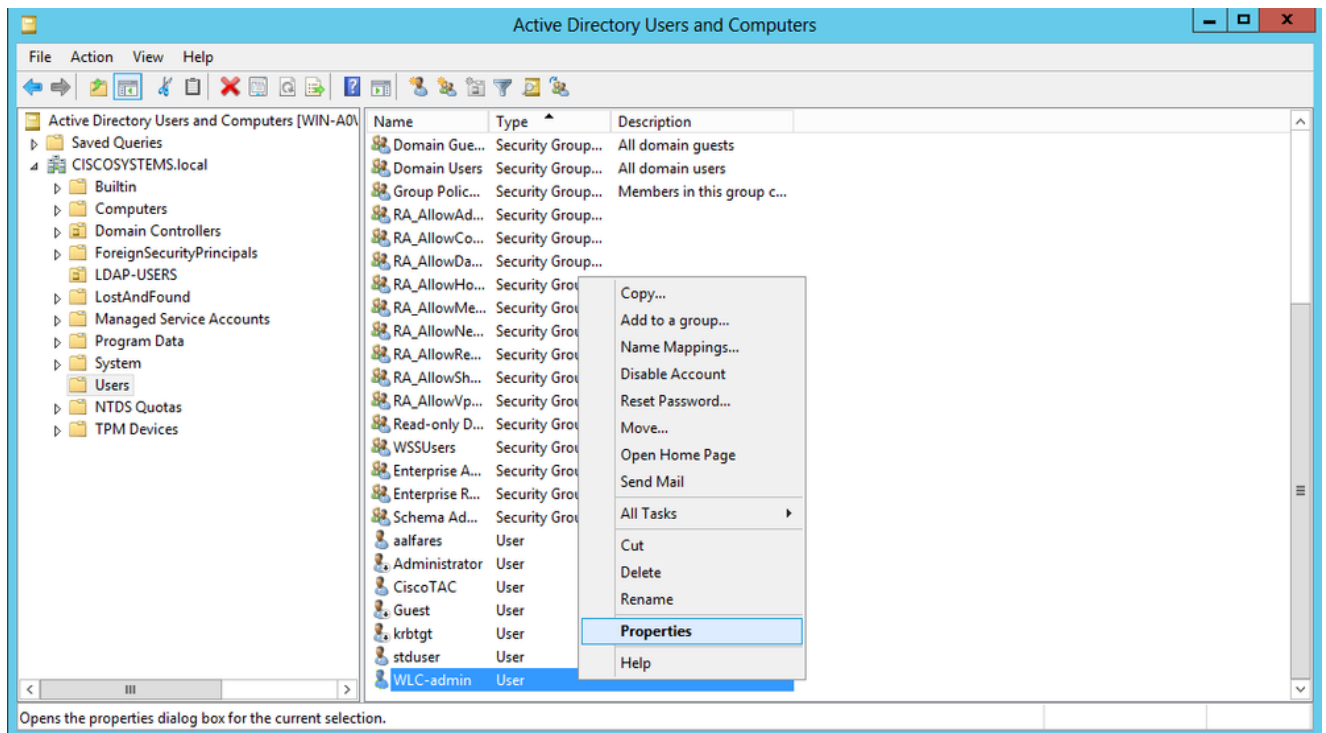 Active Directory Users and Computers
File Action View Help
Active Directory Users and Computers [WIN-A0\
Saved Queries
CISCOSYSTEMS.local
Builtin
Computers
Domain Controllers
ForeignSecurityPrincipals
LDAP-USERS
LostAndFound
Managed Service Accounts
Program Data
System
Users
NTDS Quotas
TPM Devices
Name Type Description
Domain Gue... Security Group... All domain guests
Domain Users Security Group... All domain users
Group Polic... Security Group... Members in this group c...
RA_AllowAd... Security Group...
RA_AllowCo... Security Group...
RA_AllowDa... Security Group...
RA_AllowHo... Security Grou
RA_AllowMe... Security Grou
RA_AllowNe... Security Grou
RA_AllowRe... Security Grou
RA_AllowSh... Security Grou
RA_AllowVp... Security Grou
Read-only D... Security Grou
WSSUsers Security Grou
Enterprise A... Security Grou
Enterprise R... Security Grou
Schema Ad... Security Grou
aalfares User
Administrator User
CiscoTAC User
Guest User
krbtgt User
stduser User
WLC-admin User
Copy...
Add to a group...
Name Mappings...
Disable Account
Reset Password...
Move...
Open Home Page
Send Mail
All Tasks
Cut
Delete
Rename
Properties
Help
Opens the properties dialog box for the current selection.